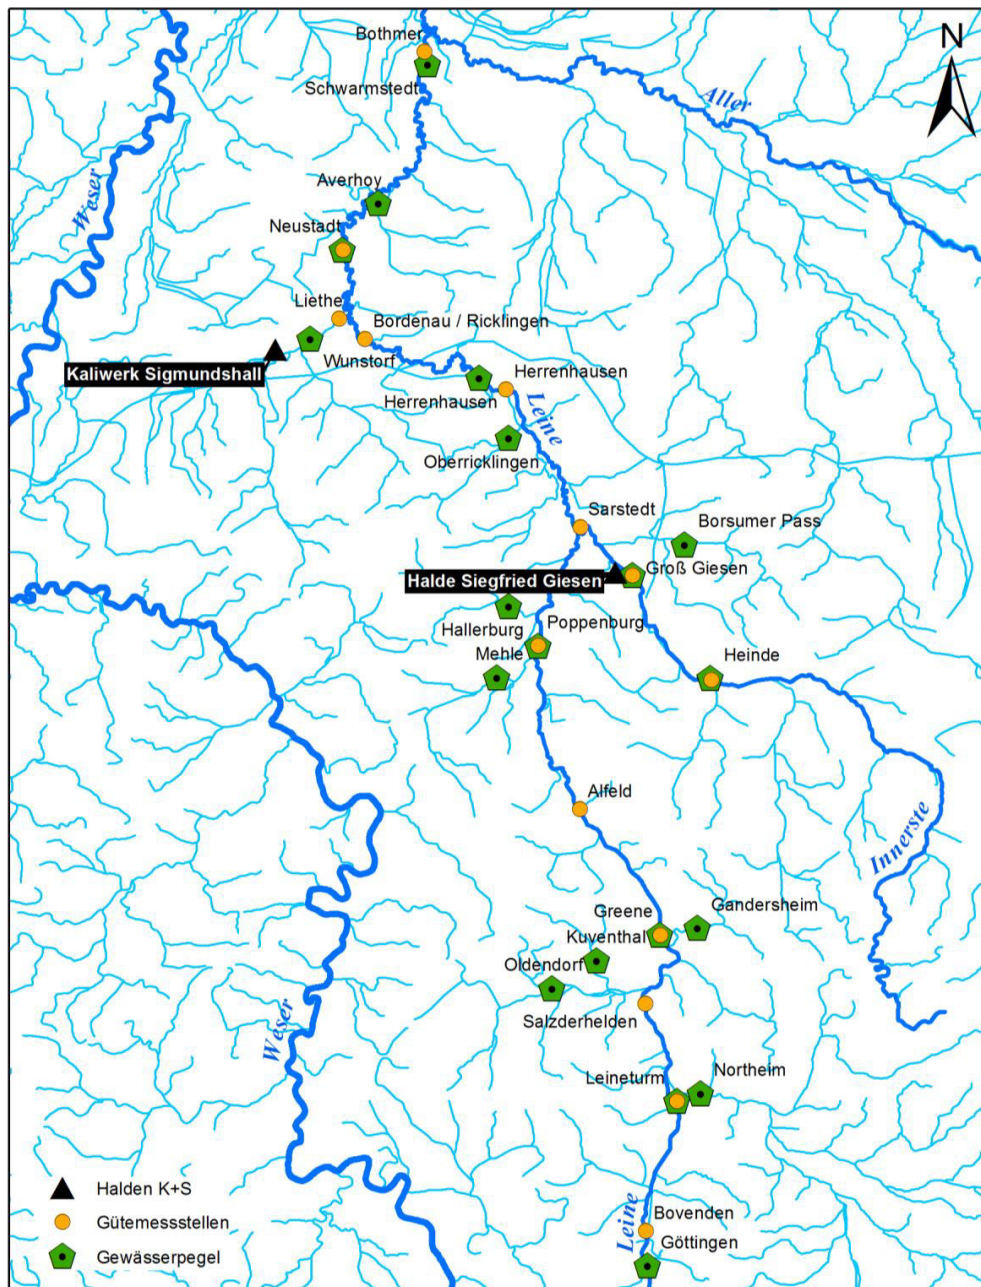 Bothmer
N
Schwarmstedt
Aller
Weser
Averhoy
Neustadt
Liethe
Bordenau / Ricklingen
Wunstorf
Kaliwerk Sigmundshall
Herrenhausen
Herrenhausen
Leine
Oberricklingen
Sarstedt
Borsumer Pass
Groß Giesen
Halde Siegfried Giesen
Hallerburg
Poppenburg
Mehle
Heinde
Alfeld
Innerste
Greene
Gandersheim
Kuventhal
Oldendorf
Salzderhelden
Weser
Leineturm
Northeim
Leine
Bovenden
Göttingen
Halden K+S
Gütemessstellen
Gewässerpegel